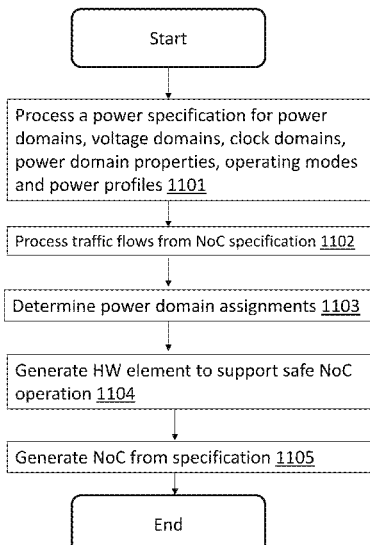 Start
Process a power specification for power
domains, voltage domains, clock domains,
power domain properties, operating modes
and power profiles 1101
Process traffic flows from NoC specification 1102
Determine power domain assignments 1103
Generate HW element to support safe NoC
operation 1104
Generate NoC from specification 1105
End